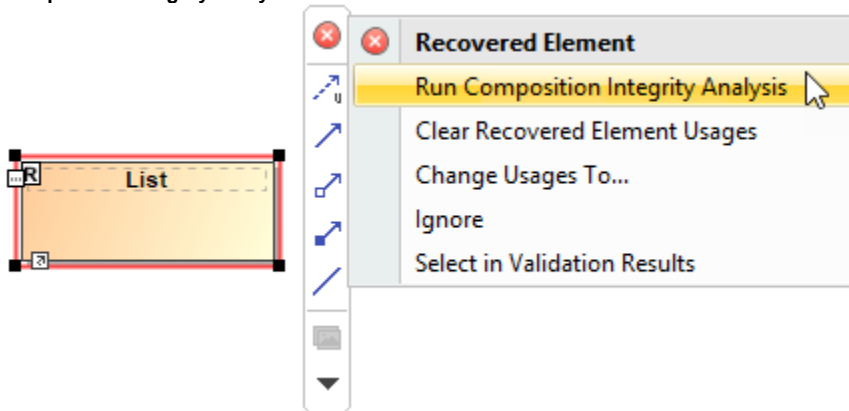 Recovered Element
Run Composition Integrity Analysis
R
List
Clear Recovered Element Usages
Change Usages To...
Ignore
Select in Validation Results
u